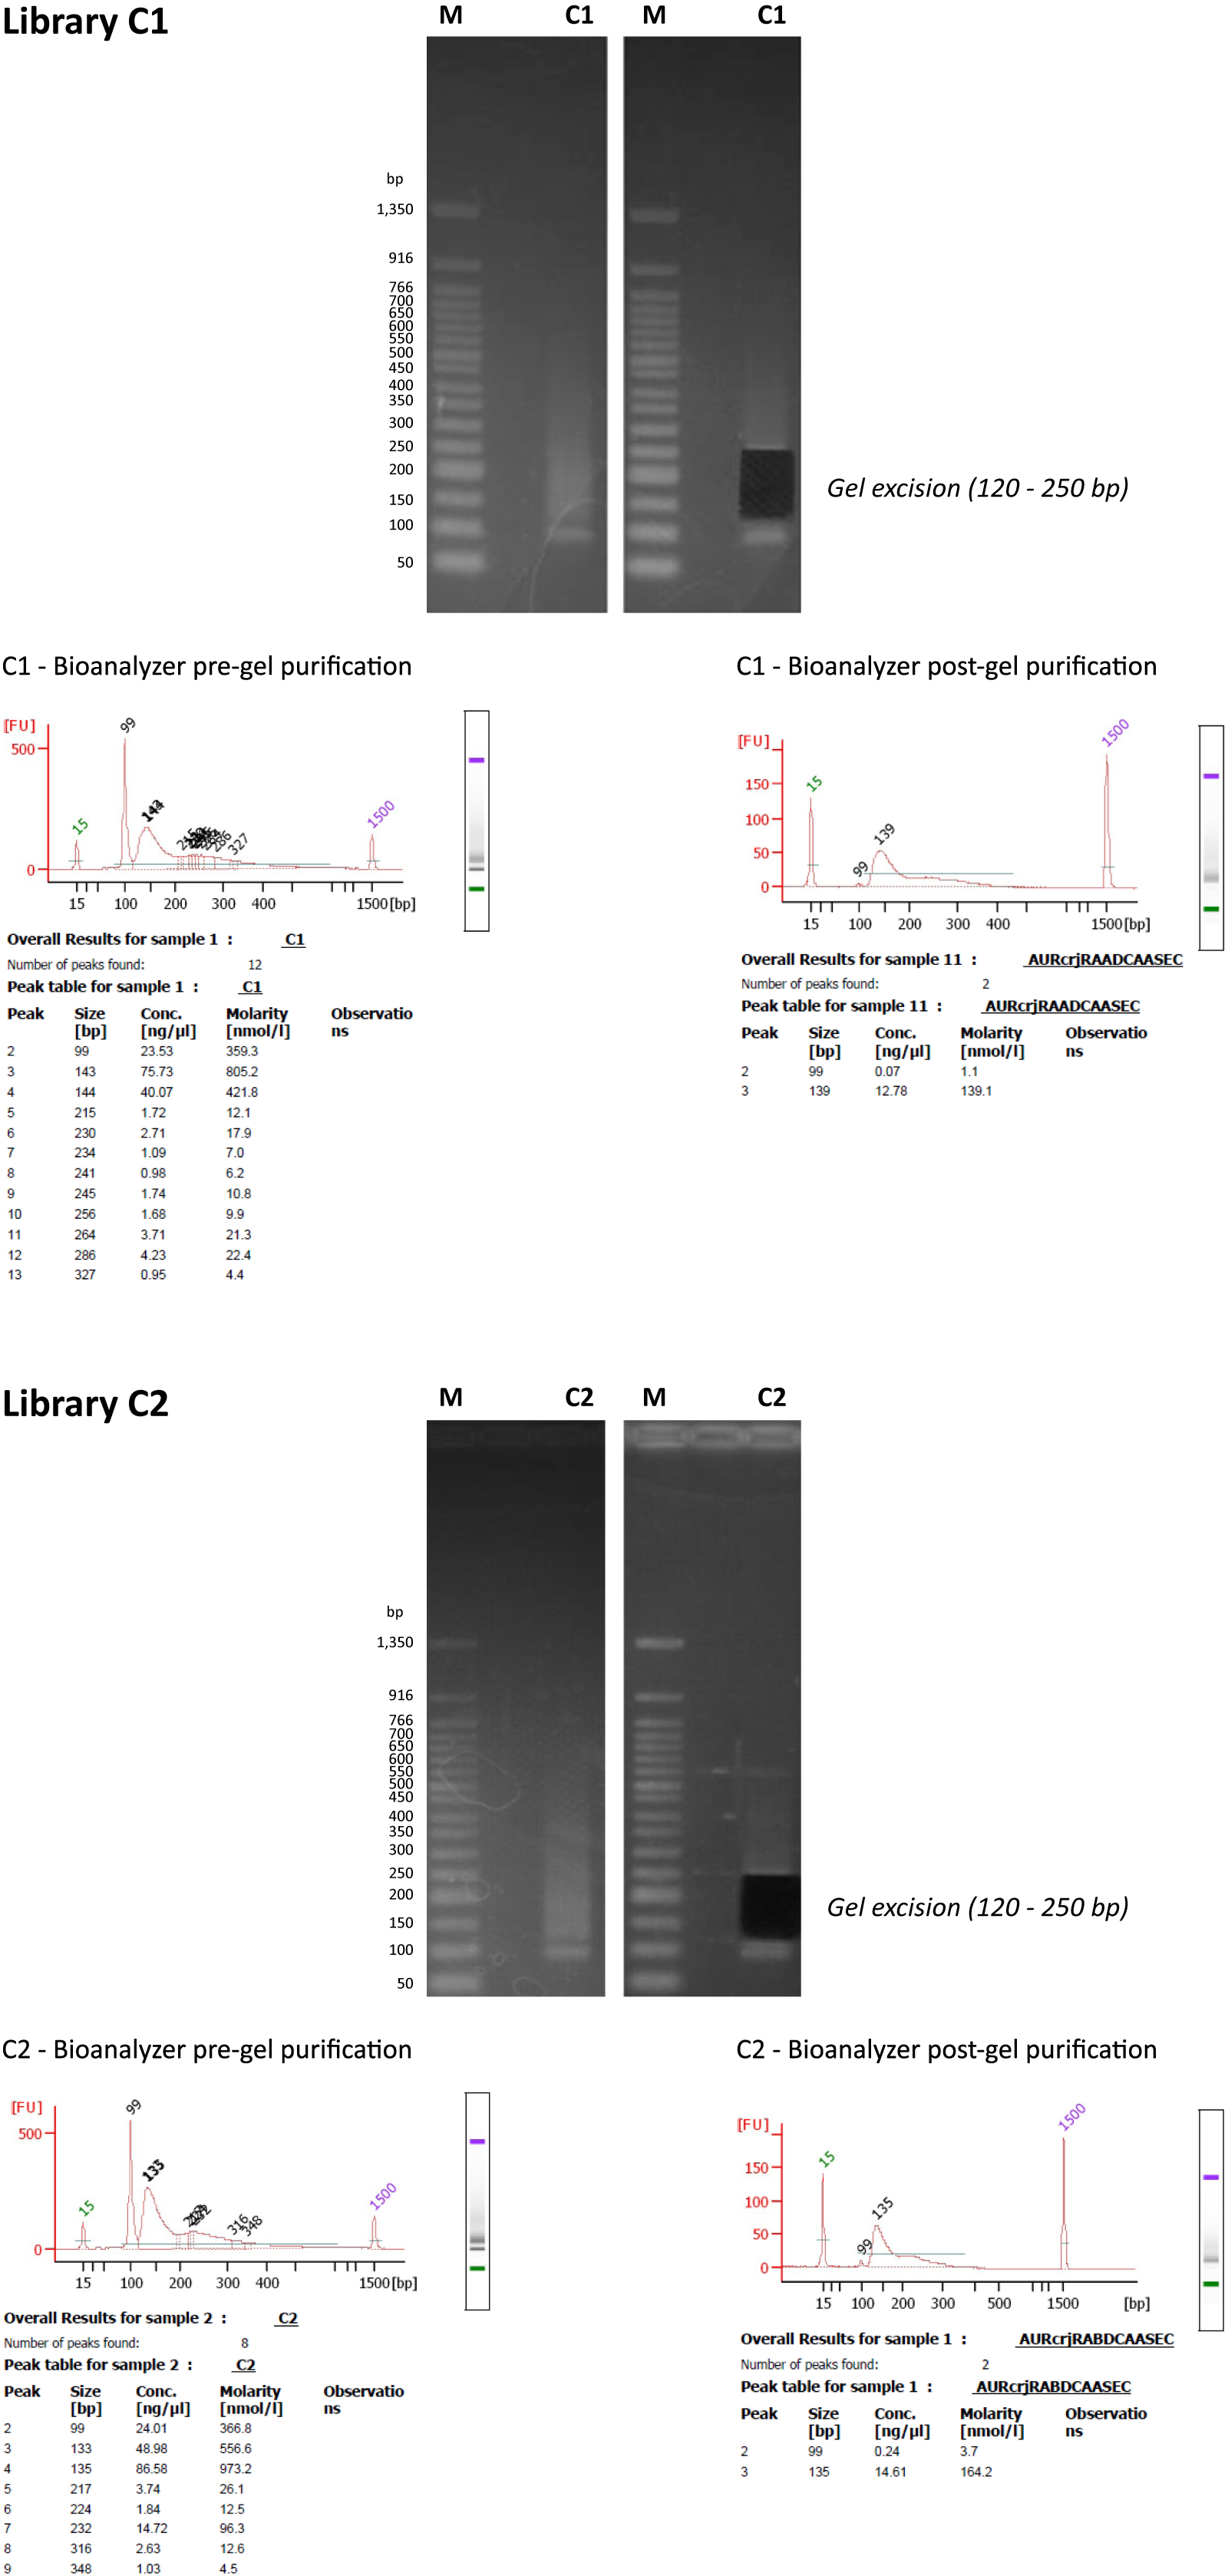 Library C1
M C1 M C1
bp
1,350
916
766
700
650
600
550
500
450
400
350
300
250
200
150
100
50
Gel excision (120 - 250 bp)
C1 - Bioanalyzer pre-gel purification
[FU]
500
0
15
99
286
327
1500
15 100 200 300 400 1500 [bp]
Overall Results for sample 1 : C1
Number of peaks found: 12
Peak table for sample 1 : C1
Peak Size [bp] Conc. [ng/µl] Molarity [nmol/l] Observatio ns
2 99 23.53 359.3
3 143 75.73 805.2
4 144 40.07 421.8
5 215 1.72 12.1
6 230 2.71 17.9
7 234 1.09 7.0
8 241 0.98 6.2
9 245 1.74 10.8
10 256 1.68 9.9
11 264 3.71 21.3
12 286 4.23 22.4
13 327 0.95 4.4
C1 - Bioanalyzer post-gel purification
[FU]
150
100
50
0
15
99
139
1500
15 100 200 300 400 1500 [bp]
Overall Results for sample 11 : AURcrjRAADCAASEC
Number of peaks found: 2
Peak table for sample 11 : AURcrjRAADCAASEC
Peak Size [bp] Conc. [ng/µl] Molarity [nmol/l] Observatio ns
2 99 0.07 1.1
3 139 12.78 139.1
Library C2
M C2 M C2
bp
1,350
916
766
700
650
600
550
500
450
400
350
300
250
200
150
100
50
Gel excision (120 - 250 bp)
C2 - Bioanalyzer pre-gel purification
[FU]
500
0
15
99
316
348
1500
15 100 200 300 400 1500 [bp]
Overall Results for sample 2 : C2
Number of peaks found: 8
Peak table for sample 2 : C2
Peak Size [bp] Conc. [ng/µl] Molarity [nmol/l] Observatio ns
2 99 24.01 366.8
3 133 48.98 556.6
4 135 86.58 973.2
5 217 3.74 26.1
6 224 1.84 12.5
7 232 14.72 96.3
8 316 2.63 12.6
9 348 1.03 4.5
C2 - Bioanalyzer post-gel purification
[FU]
150
100
50
0
15
99
135
1500
15 100 200 300 500 1500 [bp]
Overall Results for sample 1 : AURcrjRABDCAASEC
Number of peaks found: 2
Peak table for sample 1 : AURcrjRABDCAASEC
Peak Size [bp] Conc. [ng/µl] Molarity [nmol/l] Observatio ns
2 99 0.24 3.7
3 135 14.61 164.2